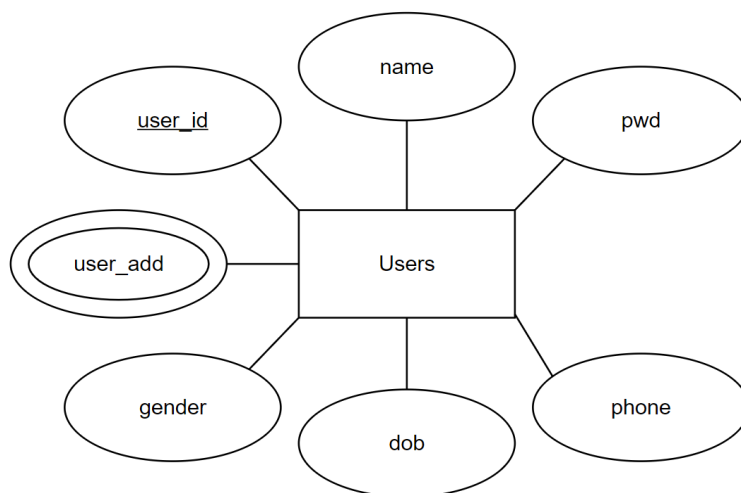 name
user_id
pwd
user_add
Users
gender
phone
dob